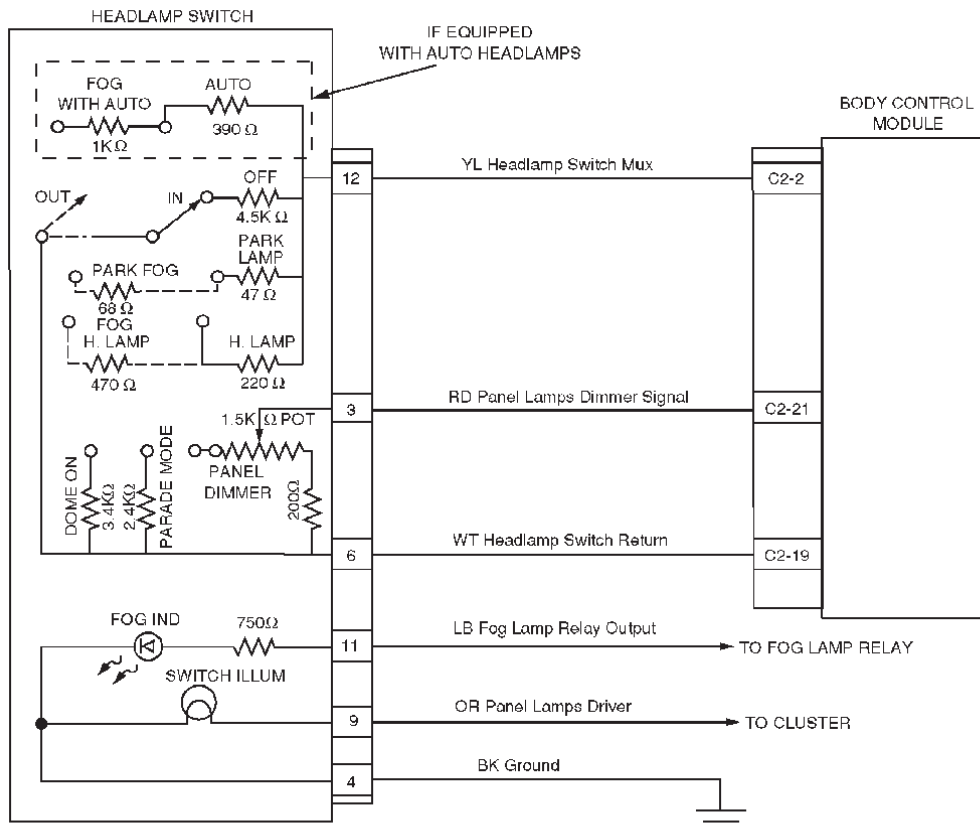 HEADLAMP SWITCH
IF EQUIPPED
WITH AUTO HEADLAMPS
FOG
WITH AUTO
1KΩ
AUTO
390 Ω
BODY CONTROL
MODULE
12
YL Headlamp Switch Mux
C2-2
OUT
IN
OFF
4.5K Ω
PARK
LAMP
47 Ω
PARK FOG
68 Ω
FOG
H. LAMP
470 Ω
H. LAMP
220 Ω
3
RD Panel Lamps Dimmer Signal
C2-21
1.5K Ω POT
PANEL
DIMMER
200Ω
DOME ON
3.4KΩ
2.4KΩ
PARADE MODE
6
WT Headlamp Switch Return
C2-19
FOG IND
750Ω
11
LB Fog Lamp Relay Output
TO FOG LAMP RELAY
SWITCH ILLUM
9
OR Panel Lamps Driver
TO CLUSTER
4
BK Ground